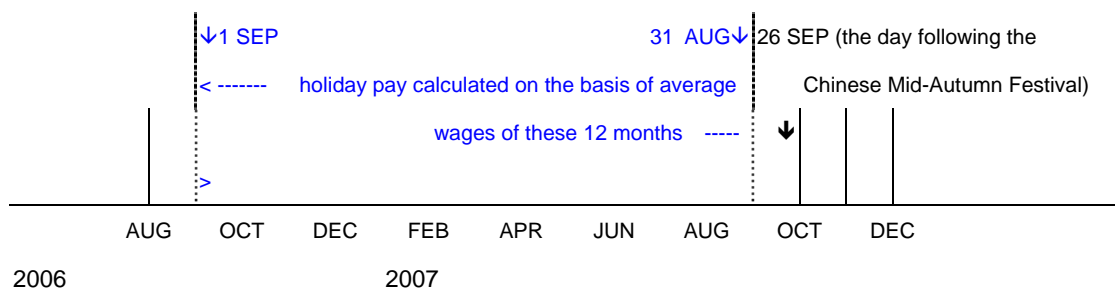 ↓1 SEP 31 AUG↓ 26 SEP (the day following the
< ------- holiday pay calculated on the basis of average Chinese Mid-Autumn Festival)
wages of these 12 months ----- ↓
>
AUG OCT DEC FEB APR JUN AUG OCT DEC
2006 2007